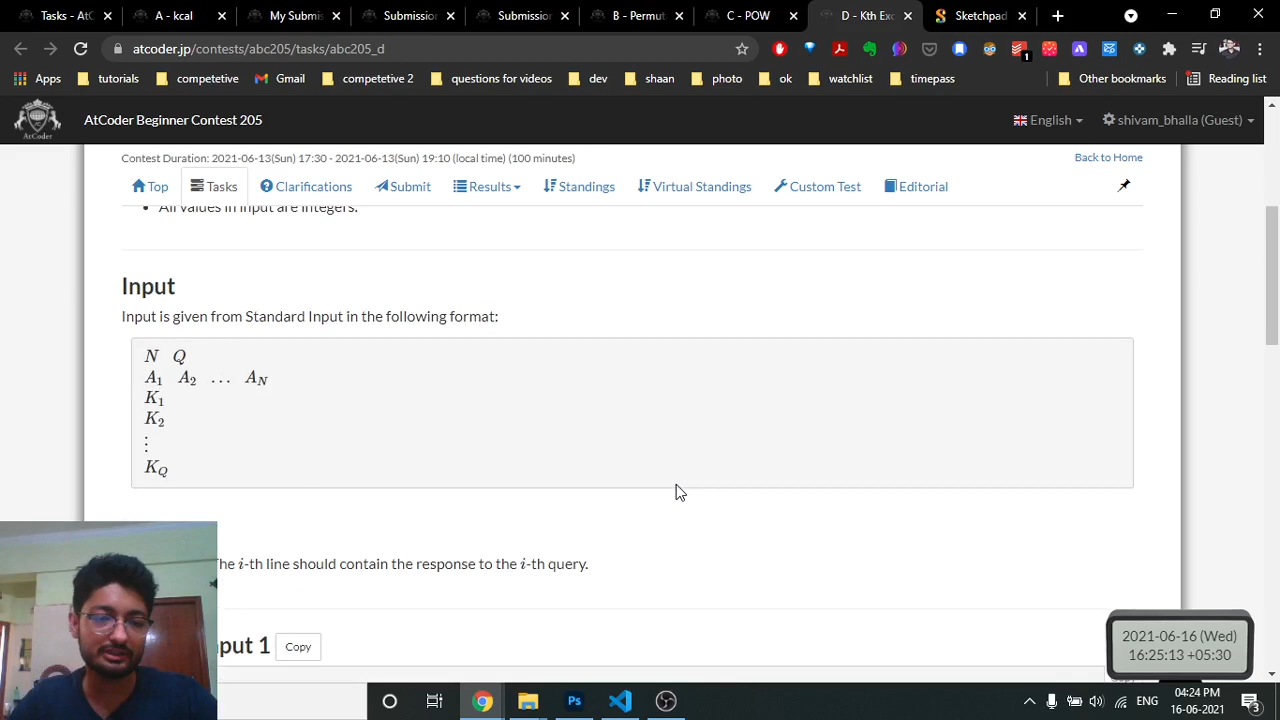 Tasks - AtC
A - kcal
My Submis
Submission
Submission
B - Permut
C - POW
D - Kth Exc
Sketchpad
atcoder.jp/contests/abc205/tasks/abc205_d
1
Apps
tutorials
competetive
Gmail
competetive 2
questions for videos
dev
shaan
photo
ok
watchlist
timepass
Other bookmarks
Reading list
AtCoder Beginner Contest 205
English
shivam_bhalla (Guest)
Contest Duration: 2021-06-13(Sun) 17:30 - 2021-06-13(Sun) 19:10 (local time) (100 minutes)
Back to Home
Top
Tasks
Clarifications
Submit
Results
Standings
Virtual Standings
Custom Test
Editorial
All values in input are integers.
Input
Input is given from Standard Input in the following format:
N Q
A1 A2 … AN
K1
K2
⋮
KQ
he i-th line should contain the response to the i-th query.
put 1
Copy
2021-06-16 (Wed)
16:25:13 +05:30
ENG
04:24 PM
16-06-2021
3